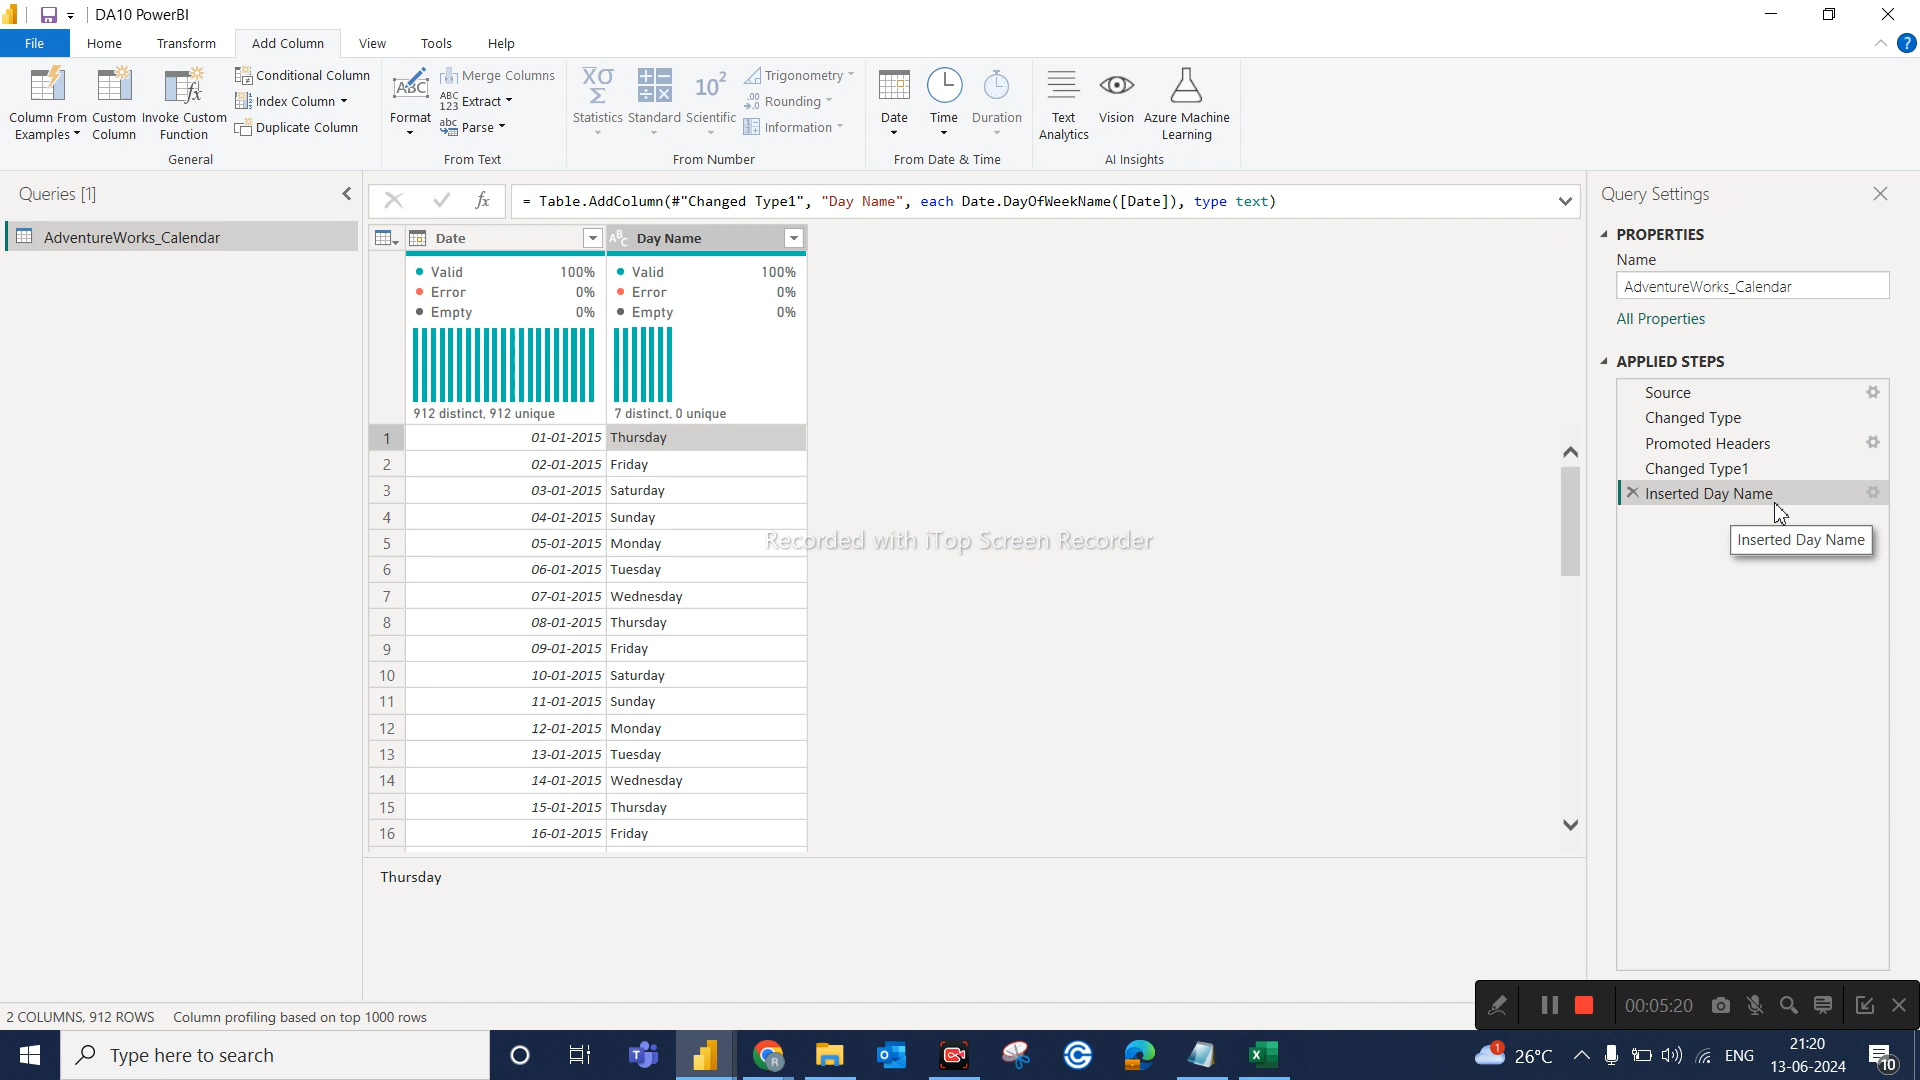 DA10 PowerBI
File Home Transform Add Column View Tools Help
Column From Examples
Custom Column
Invoke Custom Function
Conditional Column
Index Column
Duplicate Column
General
ABC Format
Merge Columns
ABC 123 Extract
abc Parse
From Text
XO Σ Statistics
Standard
10² Scientific
Trigonometry
.00 Rounding
Information
From Number
Date
Time
Duration
From Date & Time
Text Analytics
Vision
Azure Machine Learning
AI Insights
Queries [1]
AdventureWorks_Calendar
fx = Table.AddColumn(#"Changed Type1", "Day Name", each Date.DayOfWeekName([Date]), type text)
Date ABC Day Name
Valid 100% Valid 100%
Error 0% Error 0%
Empty 0% Empty 0%
912 distinct, 912 unique 7 distinct, 0 unique
1 01-01-2015 Thursday
2 02-01-2015 Friday
3 03-01-2015 Saturday
4 04-01-2015 Sunday
5 05-01-2015 Monday
6 06-01-2015 Tuesday
7 07-01-2015 Wednesday
8 08-01-2015 Thursday
9 09-01-2015 Friday
10 10-01-2015 Saturday
11 11-01-2015 Sunday
12 12-01-2015 Monday
13 13-01-2015 Tuesday
14 14-01-2015 Wednesday
15 15-01-2015 Thursday
16 16-01-2015 Friday
Recorded with iTop Screen Recorder
Thursday
Query Settings
PROPERTIES
Name
AdventureWorks_Calendar
All Properties
APPLIED STEPS
Source
Changed Type
Promoted Headers
Changed Type1
Inserted Day Name
Inserted Day Name
00:05:20
2 COLUMNS, 912 ROWS Column profiling based on top 1000 rows
Type here to search
26°C ENG
21:20
13-06-2024
10